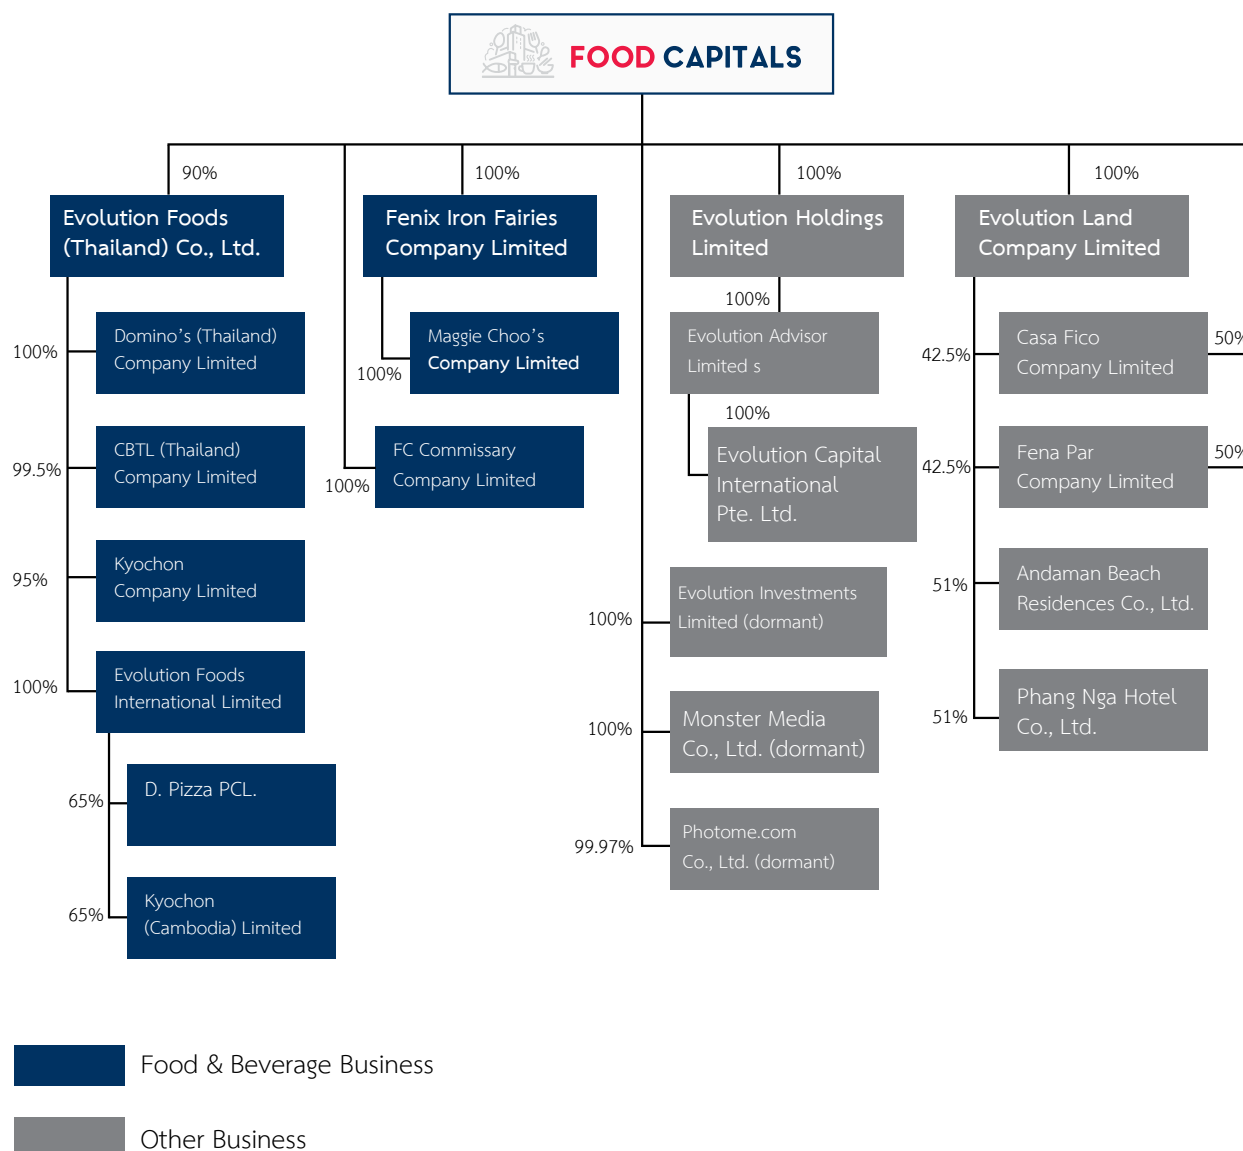 FOOD CAPITALS
90%
100%
100%
100%
Evolution Foods
(Thailand) Co., Ltd.
Fenix Iron Fairies
Company Limited
Evolution Holdings
Limited
Evolution Land
Company Limited
100%
Domino's (Thailand)
Company Limited
99.5%
CBTL (Thailand)
Company Limited
95%
Kyochon
Company Limited
100%
Evolution Foods
International Limited
65%
D. Pizza PCL.
65%
Kyochon
(Cambodia) Limited
100%
Maggie Choo's
Company Limited
100%
FC Commissary
Company Limited
100%
Evolution Advisor
Limited s
100%
Evolution Capital
International
Pte. Ltd.
100%
Evolution Investments
Limited (dormant)
100%
Monster Media
Co., Ltd. (dormant)
99.97%
Photome.com
Co., Ltd. (dormant)
42.5%
Casa Fico
Company Limited
50%
42.5%
Fena Par
Company Limited
50%
51%
Andaman Beach
Residences Co., Ltd.
51%
Phang Nga Hotel
Co., Ltd.
Food & Beverage Business
Other Business